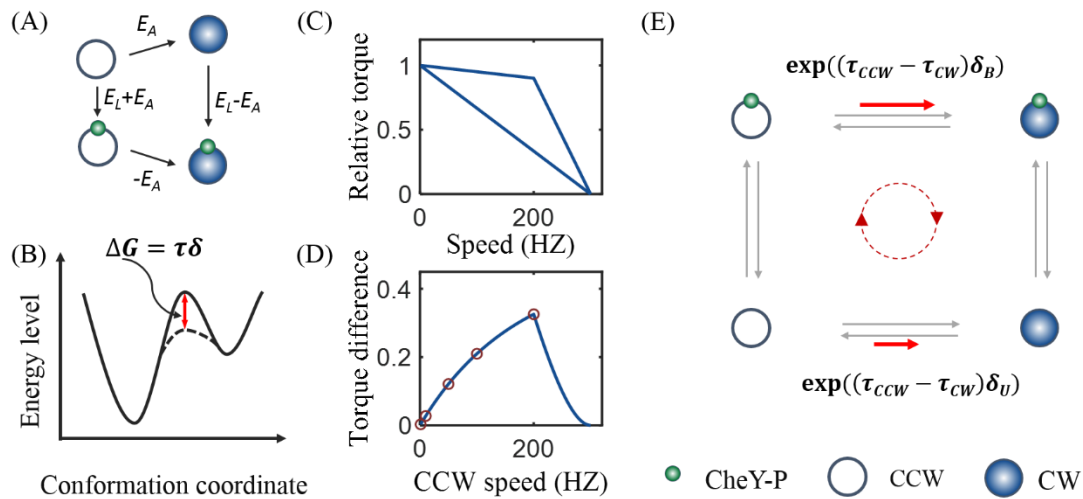 (A)
E_A
E_L+E_A
E_L-E_A
-E_A
(B)
ΔG = τδ
Energy level
Conformation coordinate
(C)
Relative torque
1
0.5
0
0
200
Speed (HZ)
(D)
Torque difference
0.4
0.2
0
0
200
CCW speed (HZ)
(E)
exp((τ_CCW − τ_CW)δ_B)
exp((τ_CCW − τ_CW)δ_U)
CheY-P
CCW
CW